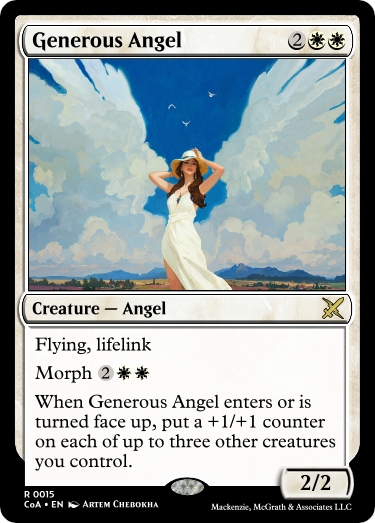 Generous Angel 2
Creature — Angel
Flying, lifelink
Morph 2
When Generous Angel enters or is
turned face up, put a +1/+1 counter
on each of up to three other creatures
you control.
2/2
R 0015
CoA • EN Artem Chebokha
Mackenzie, McGrath & Associates LLC